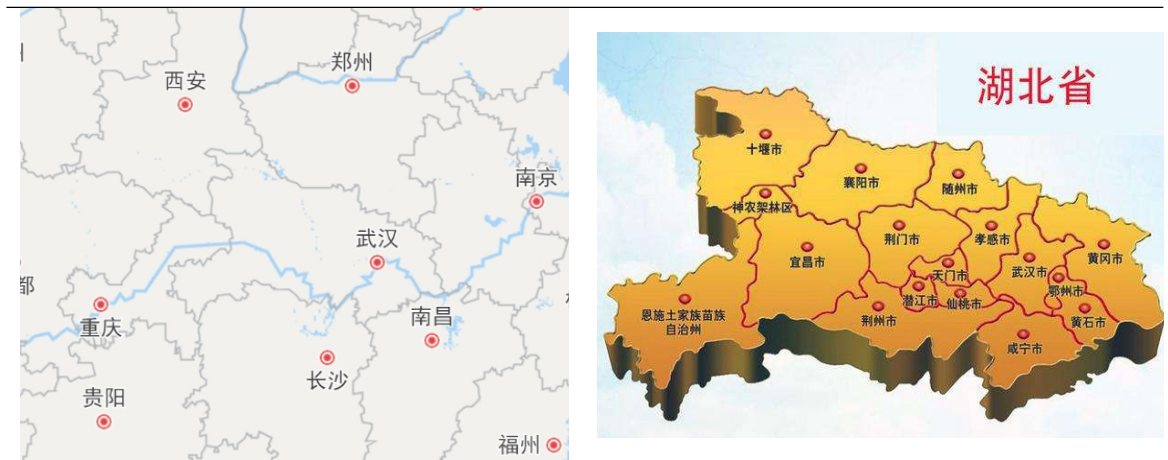 郑州
西安
南京
武汉
都
重庆
南昌
长沙
贵阳
福州
湖北省
十堰市
襄阳市
随州市
神农架林区
荆门市
孝感市
黄冈市
宜昌市
天门市
武汉市
鄂州市
潜江市
仙桃市
恩施土家族苗族
自治州
荆州市
黄石市
咸宁市